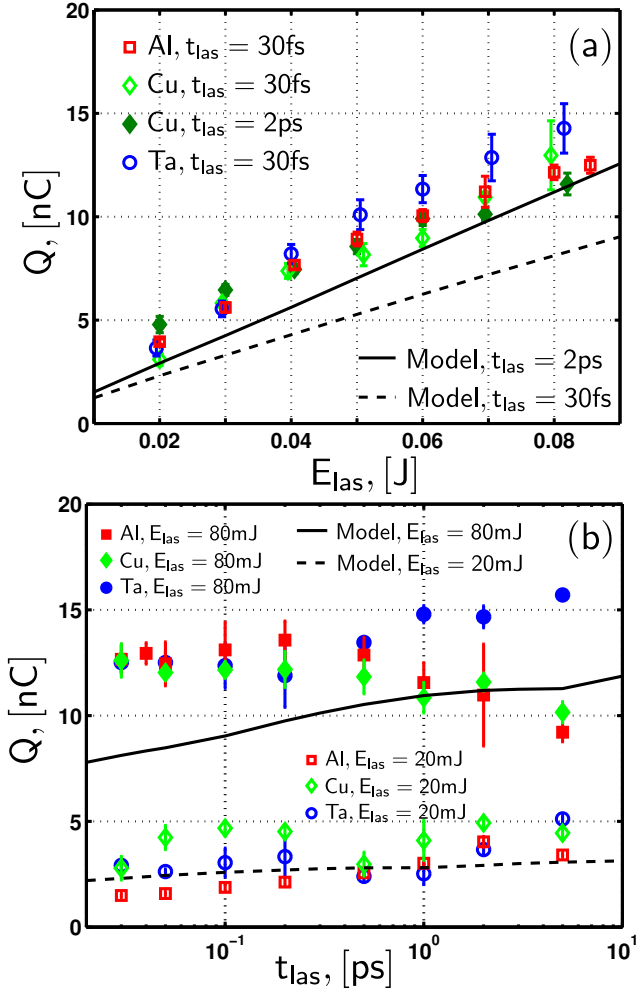 20
(a)
Al, t_las = 30fs
Cu, t_las = 30fs
15
Cu, t_las = 2ps
Ta, t_las = 30fs
10
Q, [nC]
5
Model, t_las = 2ps
Model, t_las = 30fs
0
0.02 0.04 0.06 0.08
E_las, [J]
20
(b)
Al, E_las = 80mJ
Cu, E_las = 80mJ
Ta, E_las = 80mJ
Model, E_las = 80mJ
Model, E_las = 20mJ
15
10
Q, [nC]
Al, E_las = 20mJ
Cu, E_las = 20mJ
Ta, E_las = 20mJ
5
0
10^-1 10^0 10^1
t_las, [ps]